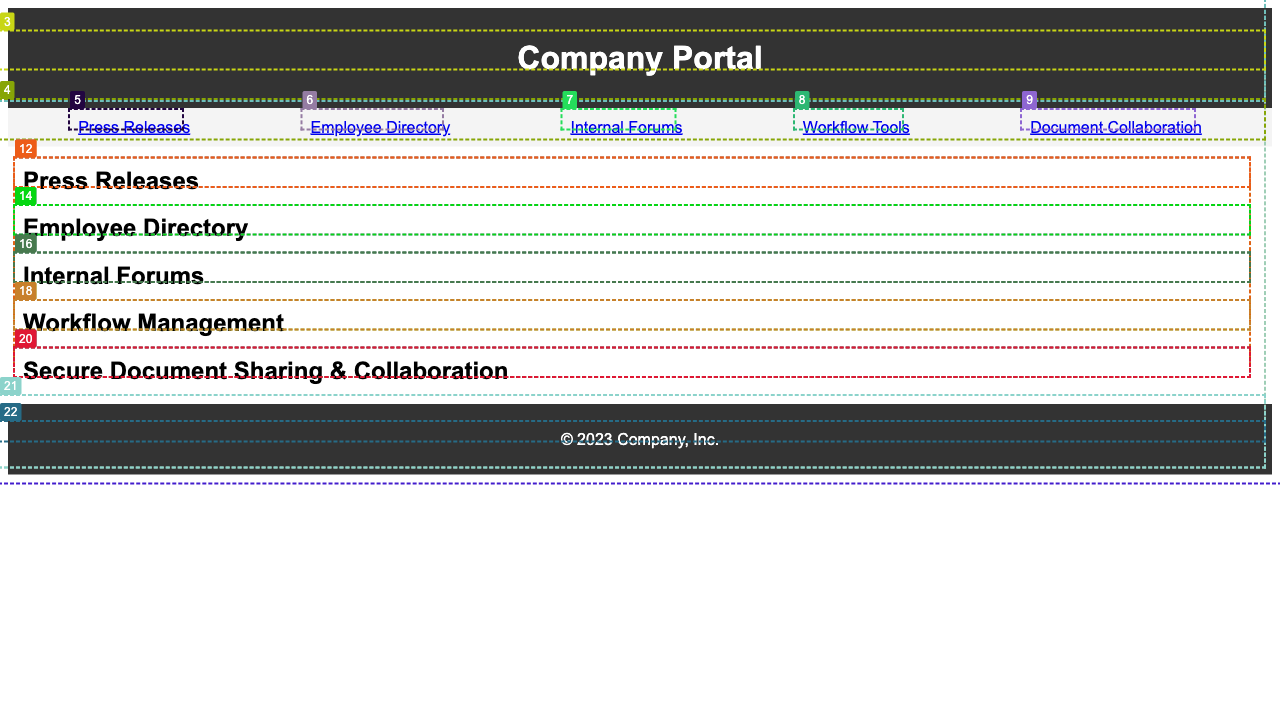 3
Company Portal
4
5 6 7 8 9
Press Releases Employee Directory Internal Forums Workflow Tools Document Collaboration
12
Press Releases
14
Employee Directory
16
Internal Forums
18
Workflow Management
20
Secure Document Sharing & Collaboration
21
22
© 2023 Company, Inc.